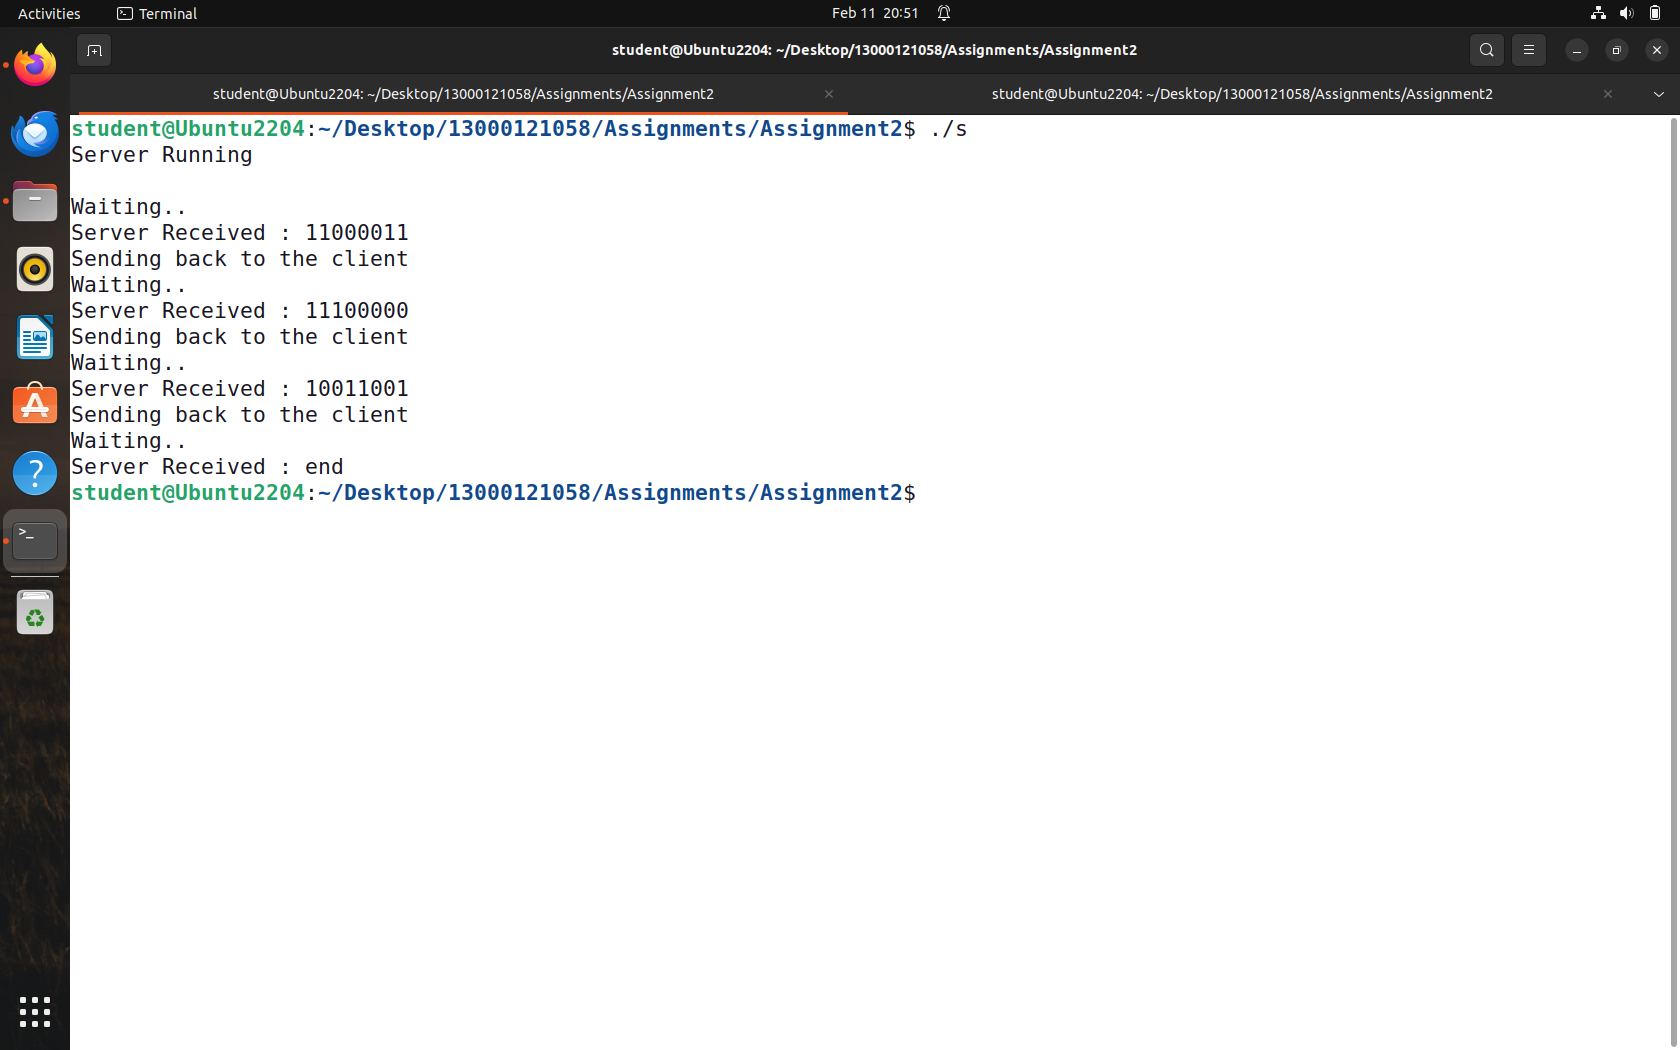 Activities Terminal Feb 11 20:51
student@Ubuntu2204: ~/Desktop/13000121058/Assignments/Assignment2
student@Ubuntu2204: ~/Desktop/13000121058/Assignments/Assignment2 student@Ubuntu2204: ~/Desktop/13000121058/Assignments/Assignment2
student@Ubuntu2204:~/Desktop/13000121058/Assignments/Assignment2$ ./s
Server Running
Waiting..
Server Received : 11000011
Sending back to the client
Waiting..
Server Received : 11100000
Sending back to the client
Waiting..
Server Received : 10011001
Sending back to the client
Waiting..
Server Received : end
student@Ubuntu2204:~/Desktop/13000121058/Assignments/Assignment2$